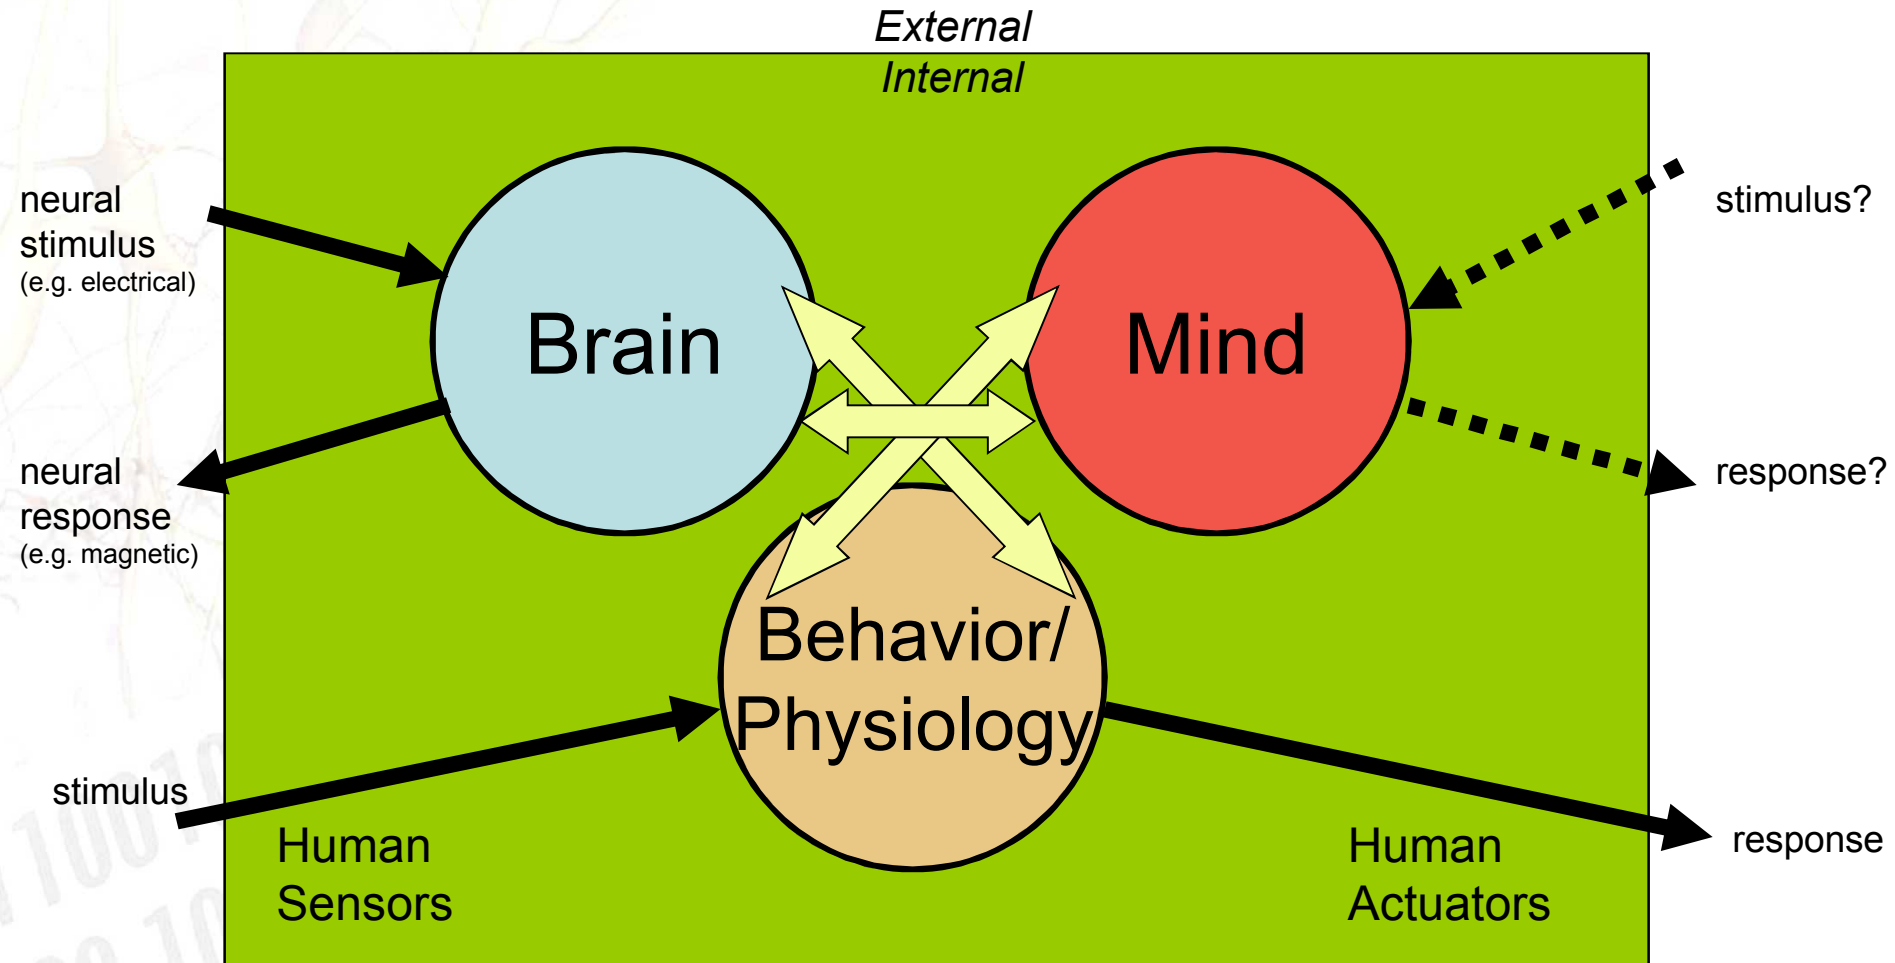 External
Internal
neural
stimulus
(e.g. electrical)
stimulus?
Brain
Mind
neural
response
(e.g. magnetic)
response?
Behavior/
Physiology
stimulus
Human
Sensors
Human
Actuators
response